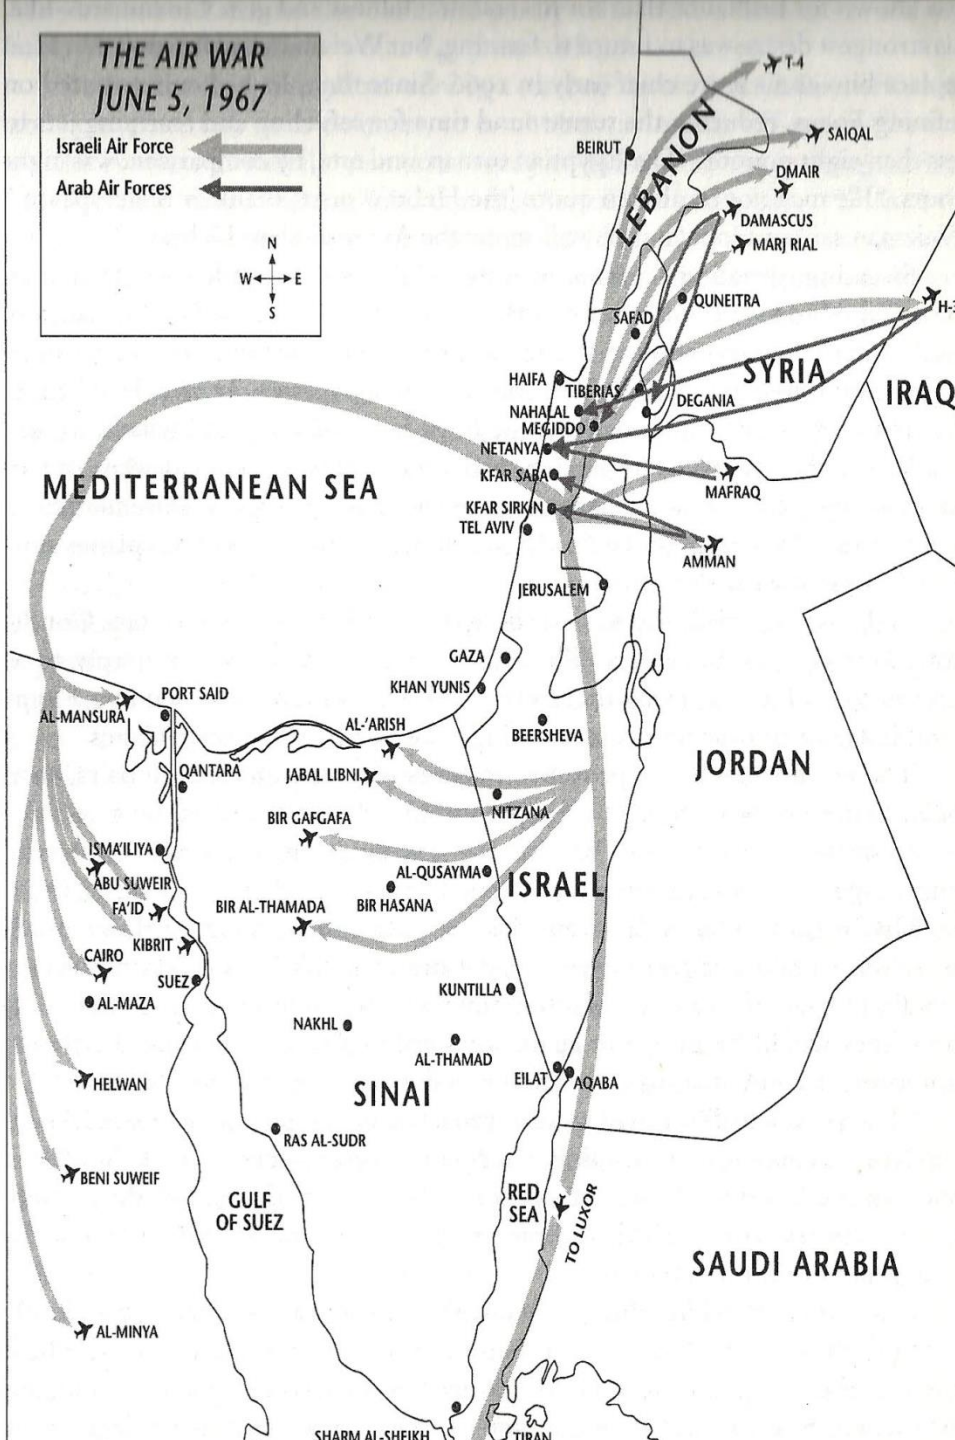 THE AIR WAR
JUNE 5, 1967
Israeli Air Force
Arab Air Forces
N
W E
S
T-4
BEIRUT
LEBANON
SAIQAL
DMAIR
DAMASCUS
MARJ RIAL
QUNEITRA
H-3
SAFAD
SYRIA
IRAQ
HAIFA
TIBERIAS
DEGANIA
NAHALAL
MEGIDDO
NETANYA
KFAR SABA
MAFRAQ
MEDITERRANEAN SEA
KFAR SIRKIN
TEL AVIV
AMMAN
JERUSALEM
GAZA
KHAN YUNIS
PORT SAID
AL-MANSURA
AL-'ARISH
BEERSHEVA
JORDAN
QANTARA
JABAL LIBNI
NITZANA
BIR GAFGAFA
ISMA'ILIYA
AL-QUSAYMA
ISRAEL
ABU SUWEIR
FA'ID
BIR AL-THAMADA
BIR HASANA
KIBRIT
CAIRO
SUEZ
AL-MAZA
KUNTILLA
NAKHL
AL-THAMAD
EILAT
AQABA
HELWAN
SINAI
RAS AL-SUDR
BENI SUWEIF
GULF
OF SUEZ
RED
SEA
TO LUXOR
SAUDI ARABIA
AL-MINYA
SHARM AL-SHEIKH
TIRAN